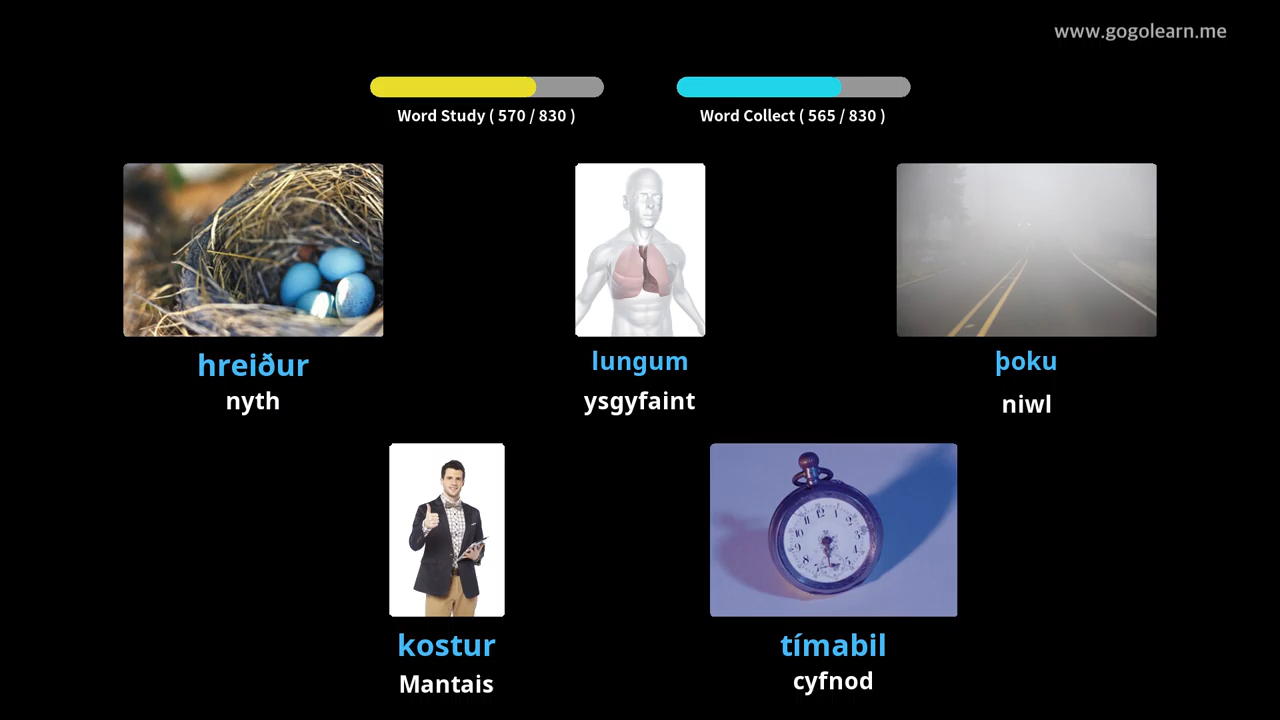 www.gogolearn.me
Word Study ( 570 / 830 )
Word Collect ( 565 / 830 )
hreiður
nyth
lungum
ysgyfaint
þoku
niwl
kostur
Mantais
tímabil
cyfnod